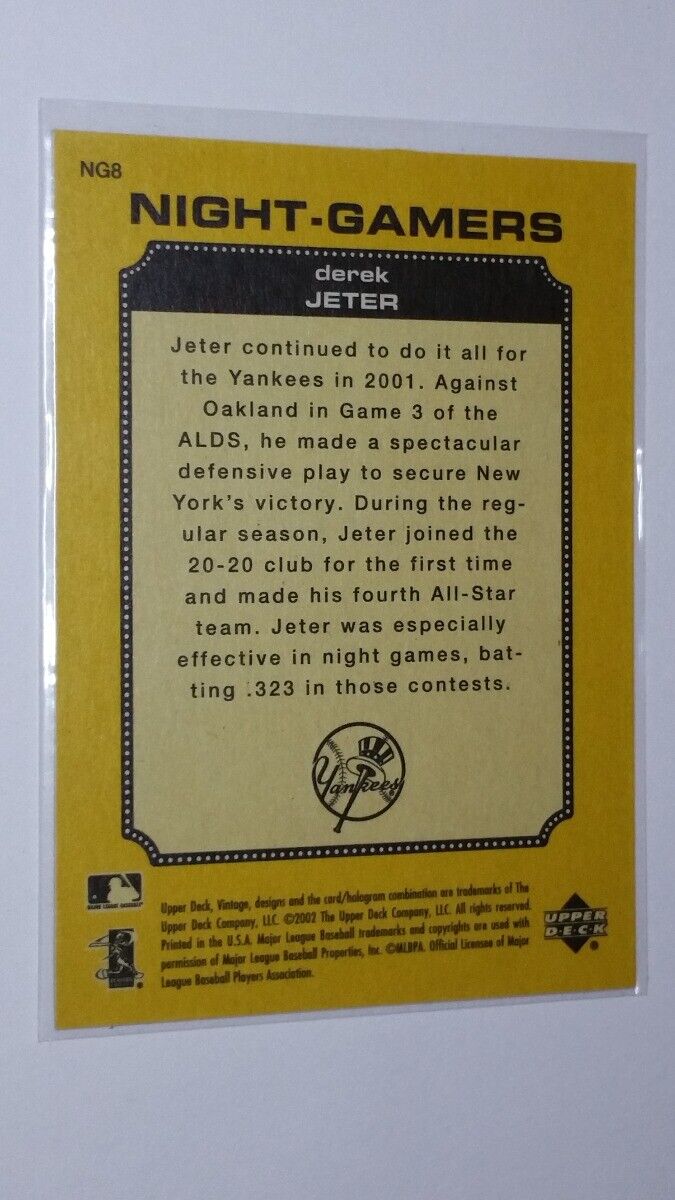 NG8
NIGHT-GAMERS
derek
JETER
Jeter continued to do it all for
the Yankees in 2001. Against
Oakland in Game 3 of the
ALDS, he made a spectacular
defensive play to secure New
York's victory. During the reg-
ular season, Jeter joined the
20-20 club for the first time
and made his fourth All-Star
team. Jeter was especially
effective in night games, bat-
ting .323 in those contests.
Yankees
Upper Deck, Vintage, designs and the card/hologram combination are trademarks of The
Upper Deck Company, LLC. ©2002 The Upper Deck Company, LLC. All rights reserved.
Printed in the U.S.A. Major League Baseball trademarks and copyrights are used with
permission of Major League Baseball Properties, Inc. ©MLBPA. Official Licensee of Major
League Baseball Players Association.
MAJOR LEAGUE BASEBALL
UPPER
DECK
®